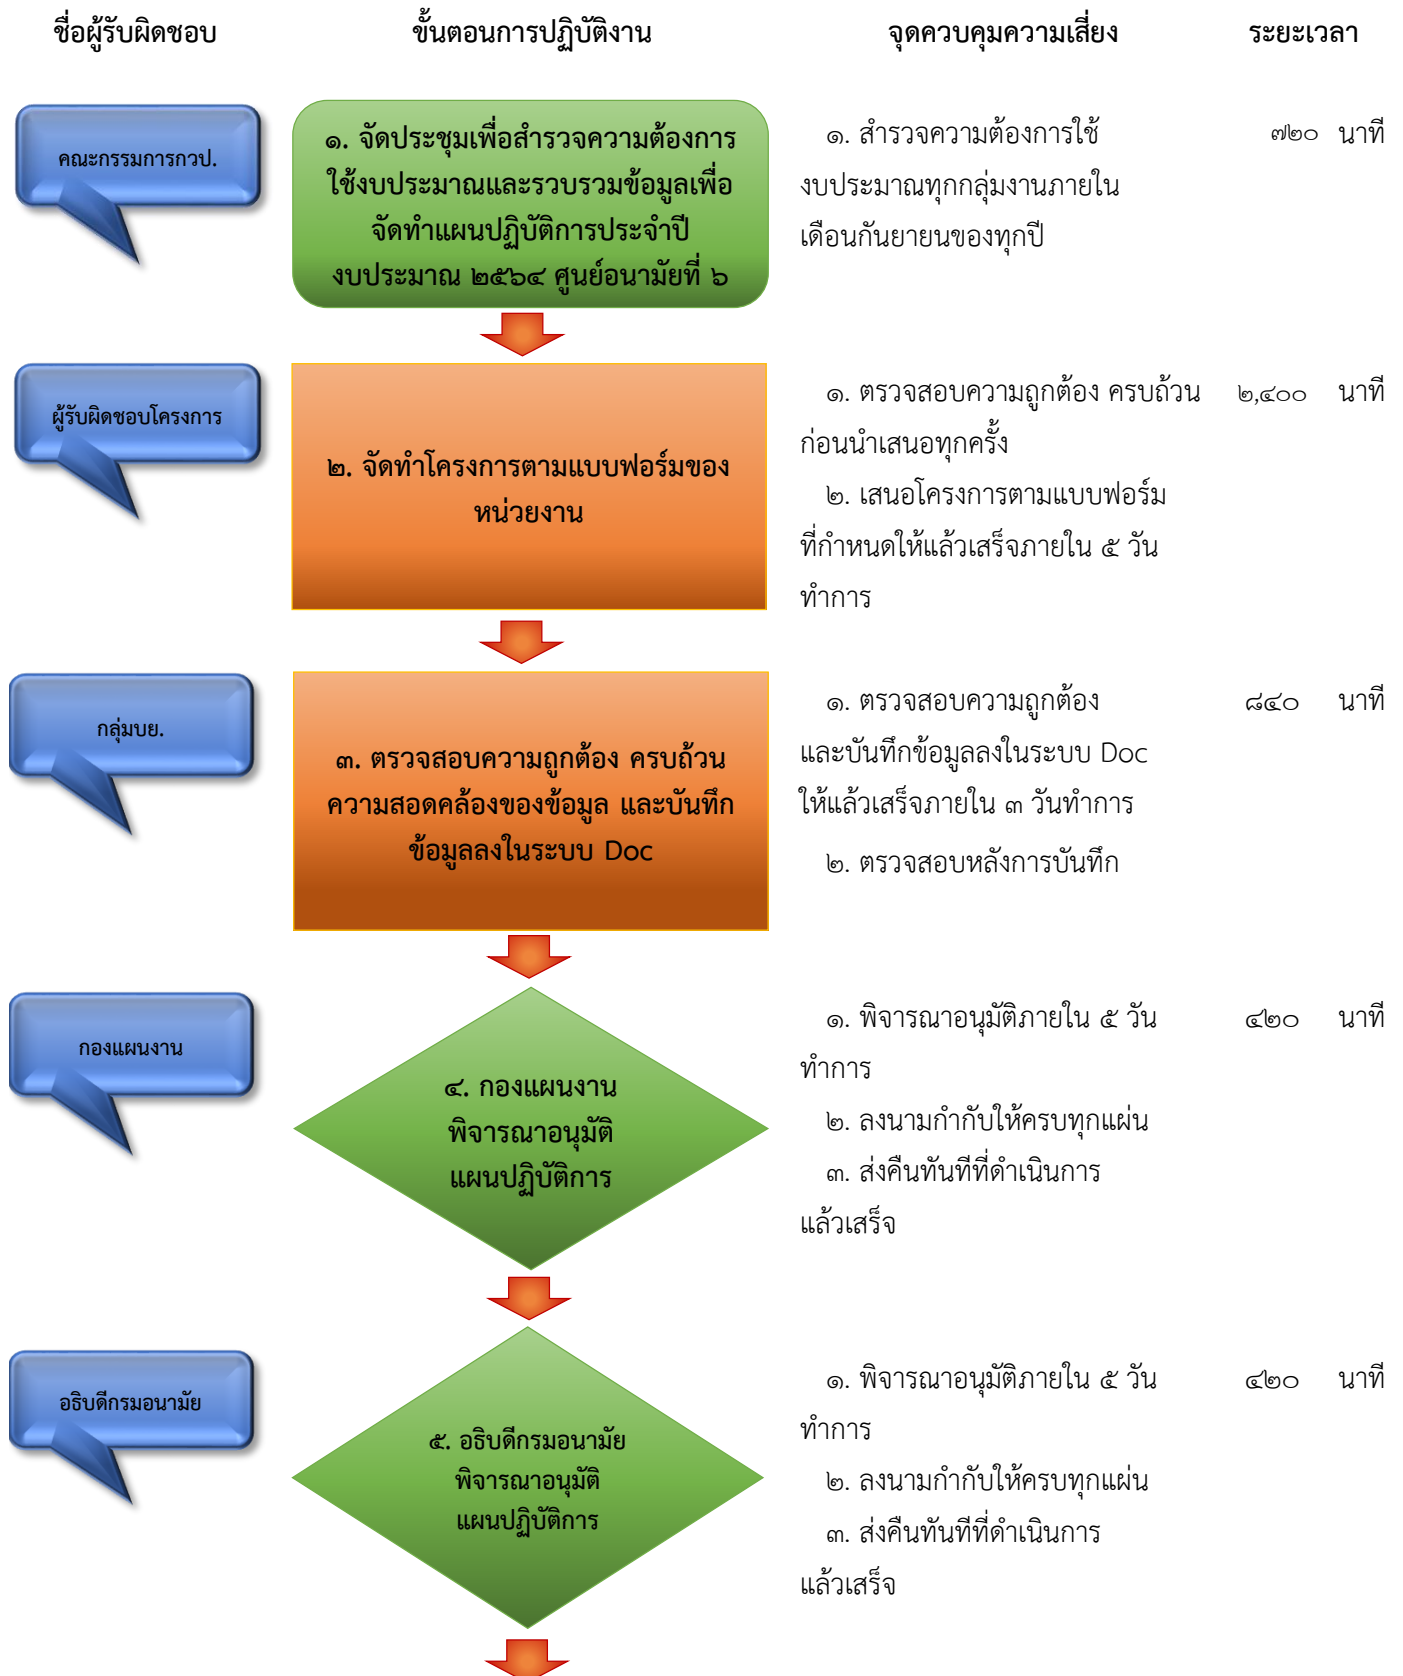 ชื่อผู้รับผิดชอบ ขั้นตอนการปฏิบัติงาน จุดควบคุมความเสี่ยง ระยะเวลา
คณะกรรมการกวป.
๑. จัดประชุมเพื่อสำรวจความต้องการ
ใช้งบประมาณและรวบรวมข้อมูลเพื่อ
จัดทำแผนปฏิบัติการประจำปี
งบประมาณ ๒๕๖๔ ศูนย์อนามัยที่ ๖
๑. สำรวจความต้องการใช้
งบประมาณทุกกลุ่มงานภายใน
เดือนกันยายนของทุกปี
๗๒๐ นาที
ผู้รับผิดชอบโครงการ
๒. จัดทำโครงการตามแบบฟอร์มของ
หน่วยงาน
๑. ตรวจสอบความถูกต้อง ครบถ้วน
ก่อนนำเสนอทุกครั้ง
๒. เสนอโครงการตามแบบฟอร์ม
ที่กำหนดให้แล้วเสร็จภายใน ๕ วัน
ทำการ
๒,๔๐๐ นาที
กลุ่มบย.
๓. ตรวจสอบความถูกต้อง ครบถ้วน
ความสอดคล้องของข้อมูล และบันทึก
ข้อมูลลงในระบบ Doc
๑. ตรวจสอบความถูกต้อง
และบันทึกข้อมูลลงในระบบ Doc
ให้แล้วเสร็จภายใน ๓ วันทำการ
๒. ตรวจสอบหลังการบันทึก
๘๔๐ นาที
กองแผนงาน
๔. กองแผนงาน
พิจารณาอนุมัติ
แผนปฏิบัติการ
๑. พิจารณาอนุมัติภายใน ๕ วัน
ทำการ
๒. ลงนามกำกับให้ครบทุกแผ่น
๓. ส่งคืนทันทีที่ดำเนินการ
แล้วเสร็จ
๔๒๐ นาที
อธิบดีกรมอนามัย
๕. อธิบดีกรมอนามัย
พิจารณาอนุมัติ
แผนปฏิบัติการ
๑. พิจารณาอนุมัติภายใน ๕ วัน
ทำการ
๒. ลงนามกำกับให้ครบทุกแผ่น
๓. ส่งคืนทันทีที่ดำเนินการ
แล้วเสร็จ
๔๒๐ นาที